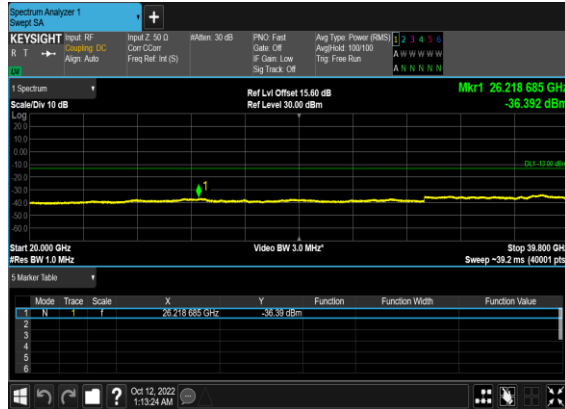 Spectrum Analyzer 1
Swept SA
KEYSIGHT Input: RF Input Z: 50 Ω #Atten: 30 dB PNO: Fast Avg Type: Power (RMS) 1 2 3 4 5 6
R T Coupling: DC Corr CCorr Gate: Off Avg|Hold: 100/100 A W W W W W
Align: Auto Freq Ref: Int (S) IF Gain: Low Trig: Free Run
LW Sig Track: Off A N N N N N
1 Spectrum Ref Lvl Offset 15.60 dB Mkr1 26.218 685 GHz
Scale/Div 10 dB Ref Level 30.00 dBm -36.392 dBm
Log
20.0
10.0
0.00
-10.0 DL1 -13.00 dBm
-20.0
-30.0 1
-40.0
-50.0
-60.0
Start 20.000 GHz Video BW 3.0 MHz* Stop 39.800 GHz
#Res BW 1.0 MHz Sweep ~39.2 ms (40001 pts)
5 Marker Table
Mode Trace Scale X Y Function Function Width Function Value
1 N 1 f 26.218 685 GHz -36.39 dBm
2
3
4
5
6
? Oct 12, 2022
1:13:24 AM